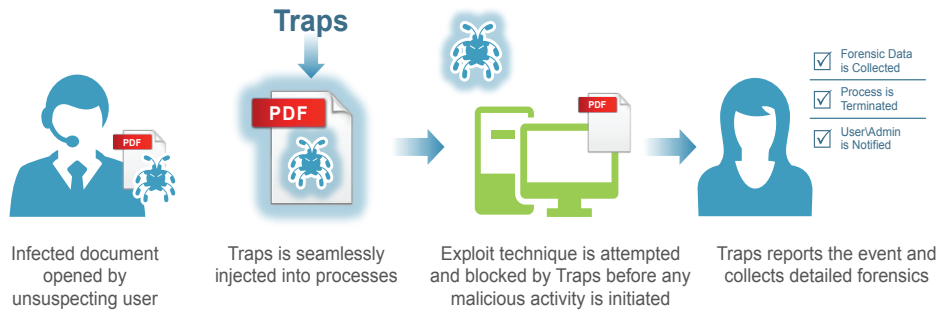 Traps
PDF
PDF
PDF
Forensic Data
is Collected
Process is
Terminated
User\Admin
is Notified
Infected document
opened by
unsuspecting user
Traps is seamlessly
injected into processes
Exploit technique is attempted
and blocked by Traps before any
malicious activity is initiated
Traps reports the event and
collects detailed forensics